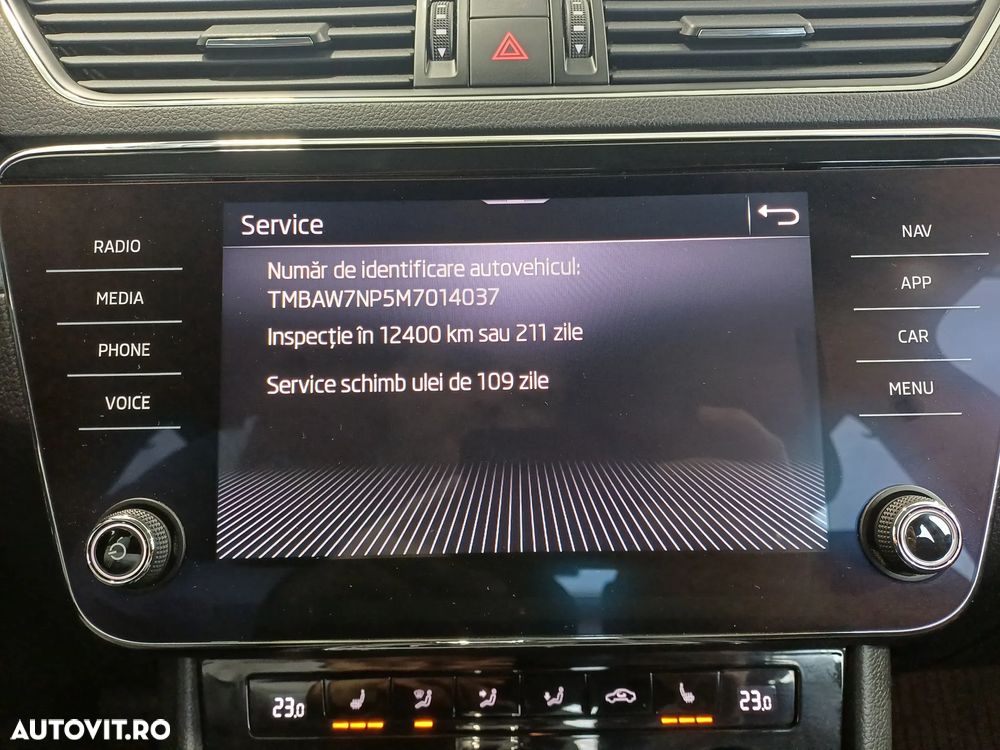 Service
Număr de identificare autovehicul:
TMBAW7NP5M7014037
Inspecție în 12400 km sau 211 zile
Service schimb ulei de 109 zile
RADIO
MEDIA
PHONE
VOICE
NAV
APP
CAR
MENU
23.0
23.0
AUTOVIT.RO